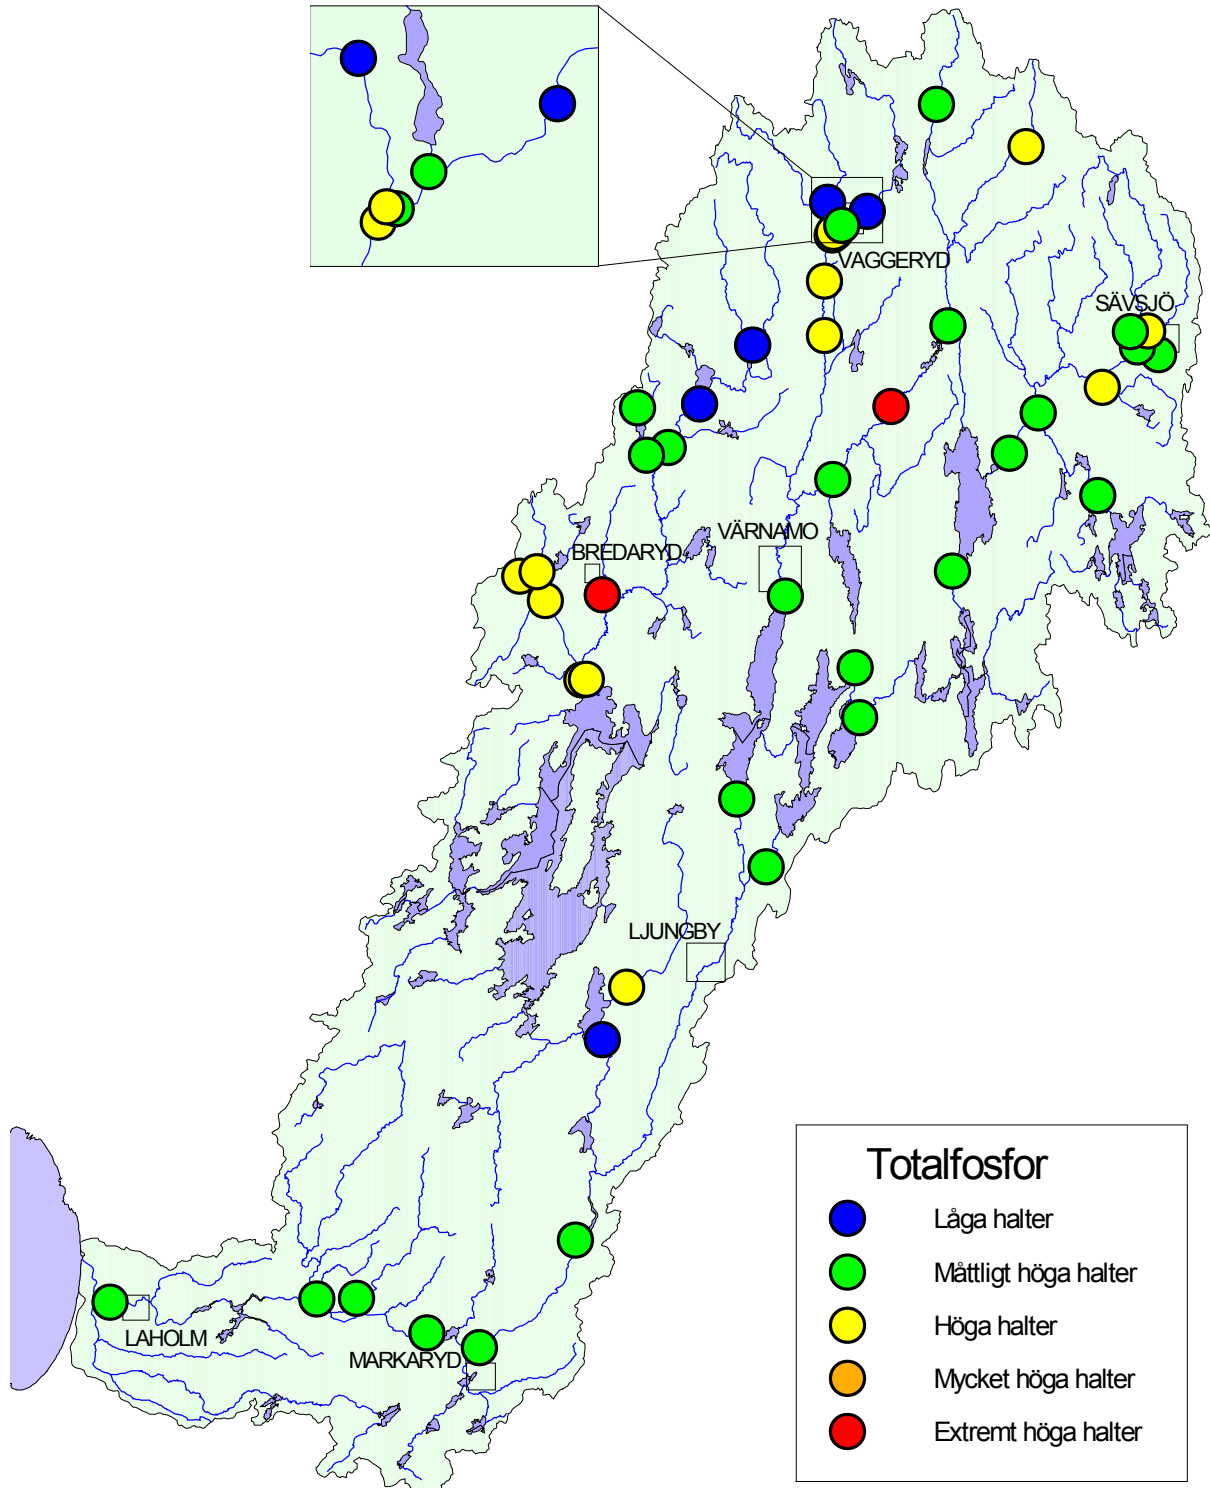 VAGGERYD
SÄVSJÖ
VÄRNAMO
BREDARYD
LJUNGBY
LAHOLM
MARKARYD
Totalfosfor
Låga halter
Måttligt höga halter
Höga halter
Mycket höga halter
Extremt höga halter